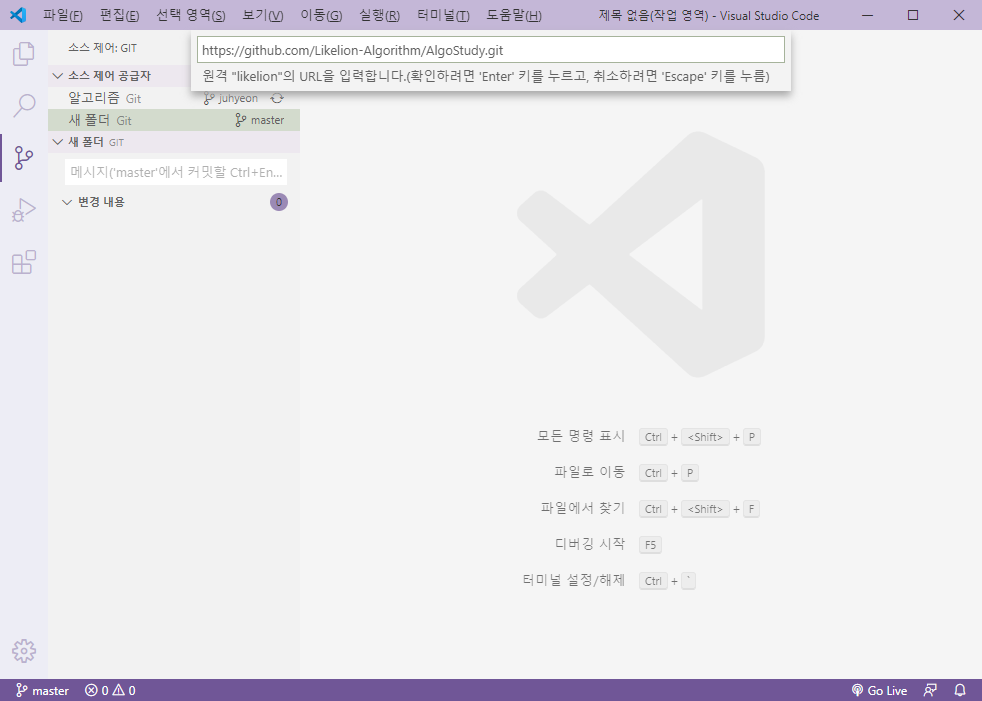 파일(F) 편집(E) 선택 영역(S) 보기(V) 이동(G) 실행(R) 터미널(T) 도움말(H) 제목 없음(작업 영역) - Visual Studio Code
소스 제어: GIT
https://github.com/Likelion-Algorithm/AlgoStudy.git
원격 "likelion"의 URL을 입력합니다.(확인하려면 'Enter' 키를 누르고, 취소하려면 'Escape' 키를 누름)
소스 제어 공급자
알고리즘 Git juhyeon
새 폴더 Git master
새 폴더 GIT
메시지('master'에서 커밋할 Ctrl+En...
변경 내용 0
모든 명령 표시 Ctrl + <Shift> + P
파일로 이동 Ctrl + P
파일에서 찾기 Ctrl + <Shift> + F
디버깅 시작 F5
터미널 설정/해제 Ctrl + `
master 0 0 Go Live